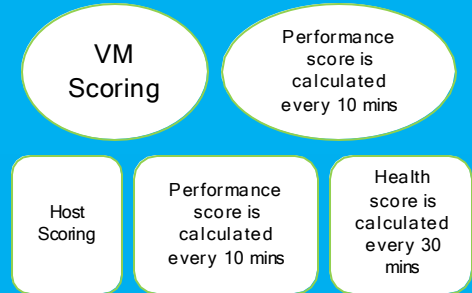 VM
Scoring
Performance
score is
calculated
every 10 mins
Host
Scoring
Performance
score is
calculated
every 10 mins
Health
score is
calculated
every 30
mins